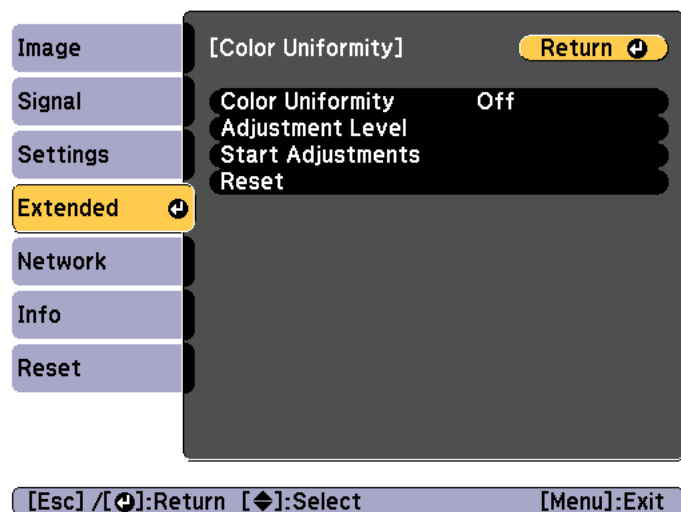 Image
Signal
Settings
Extended
Network
Info
Reset
[Color Uniformity] Return
Color Uniformity Off
Adjustment Level
Start Adjustments
Reset
[Esc] /[ ]:Return [ ]:Select [Menu]:Exit